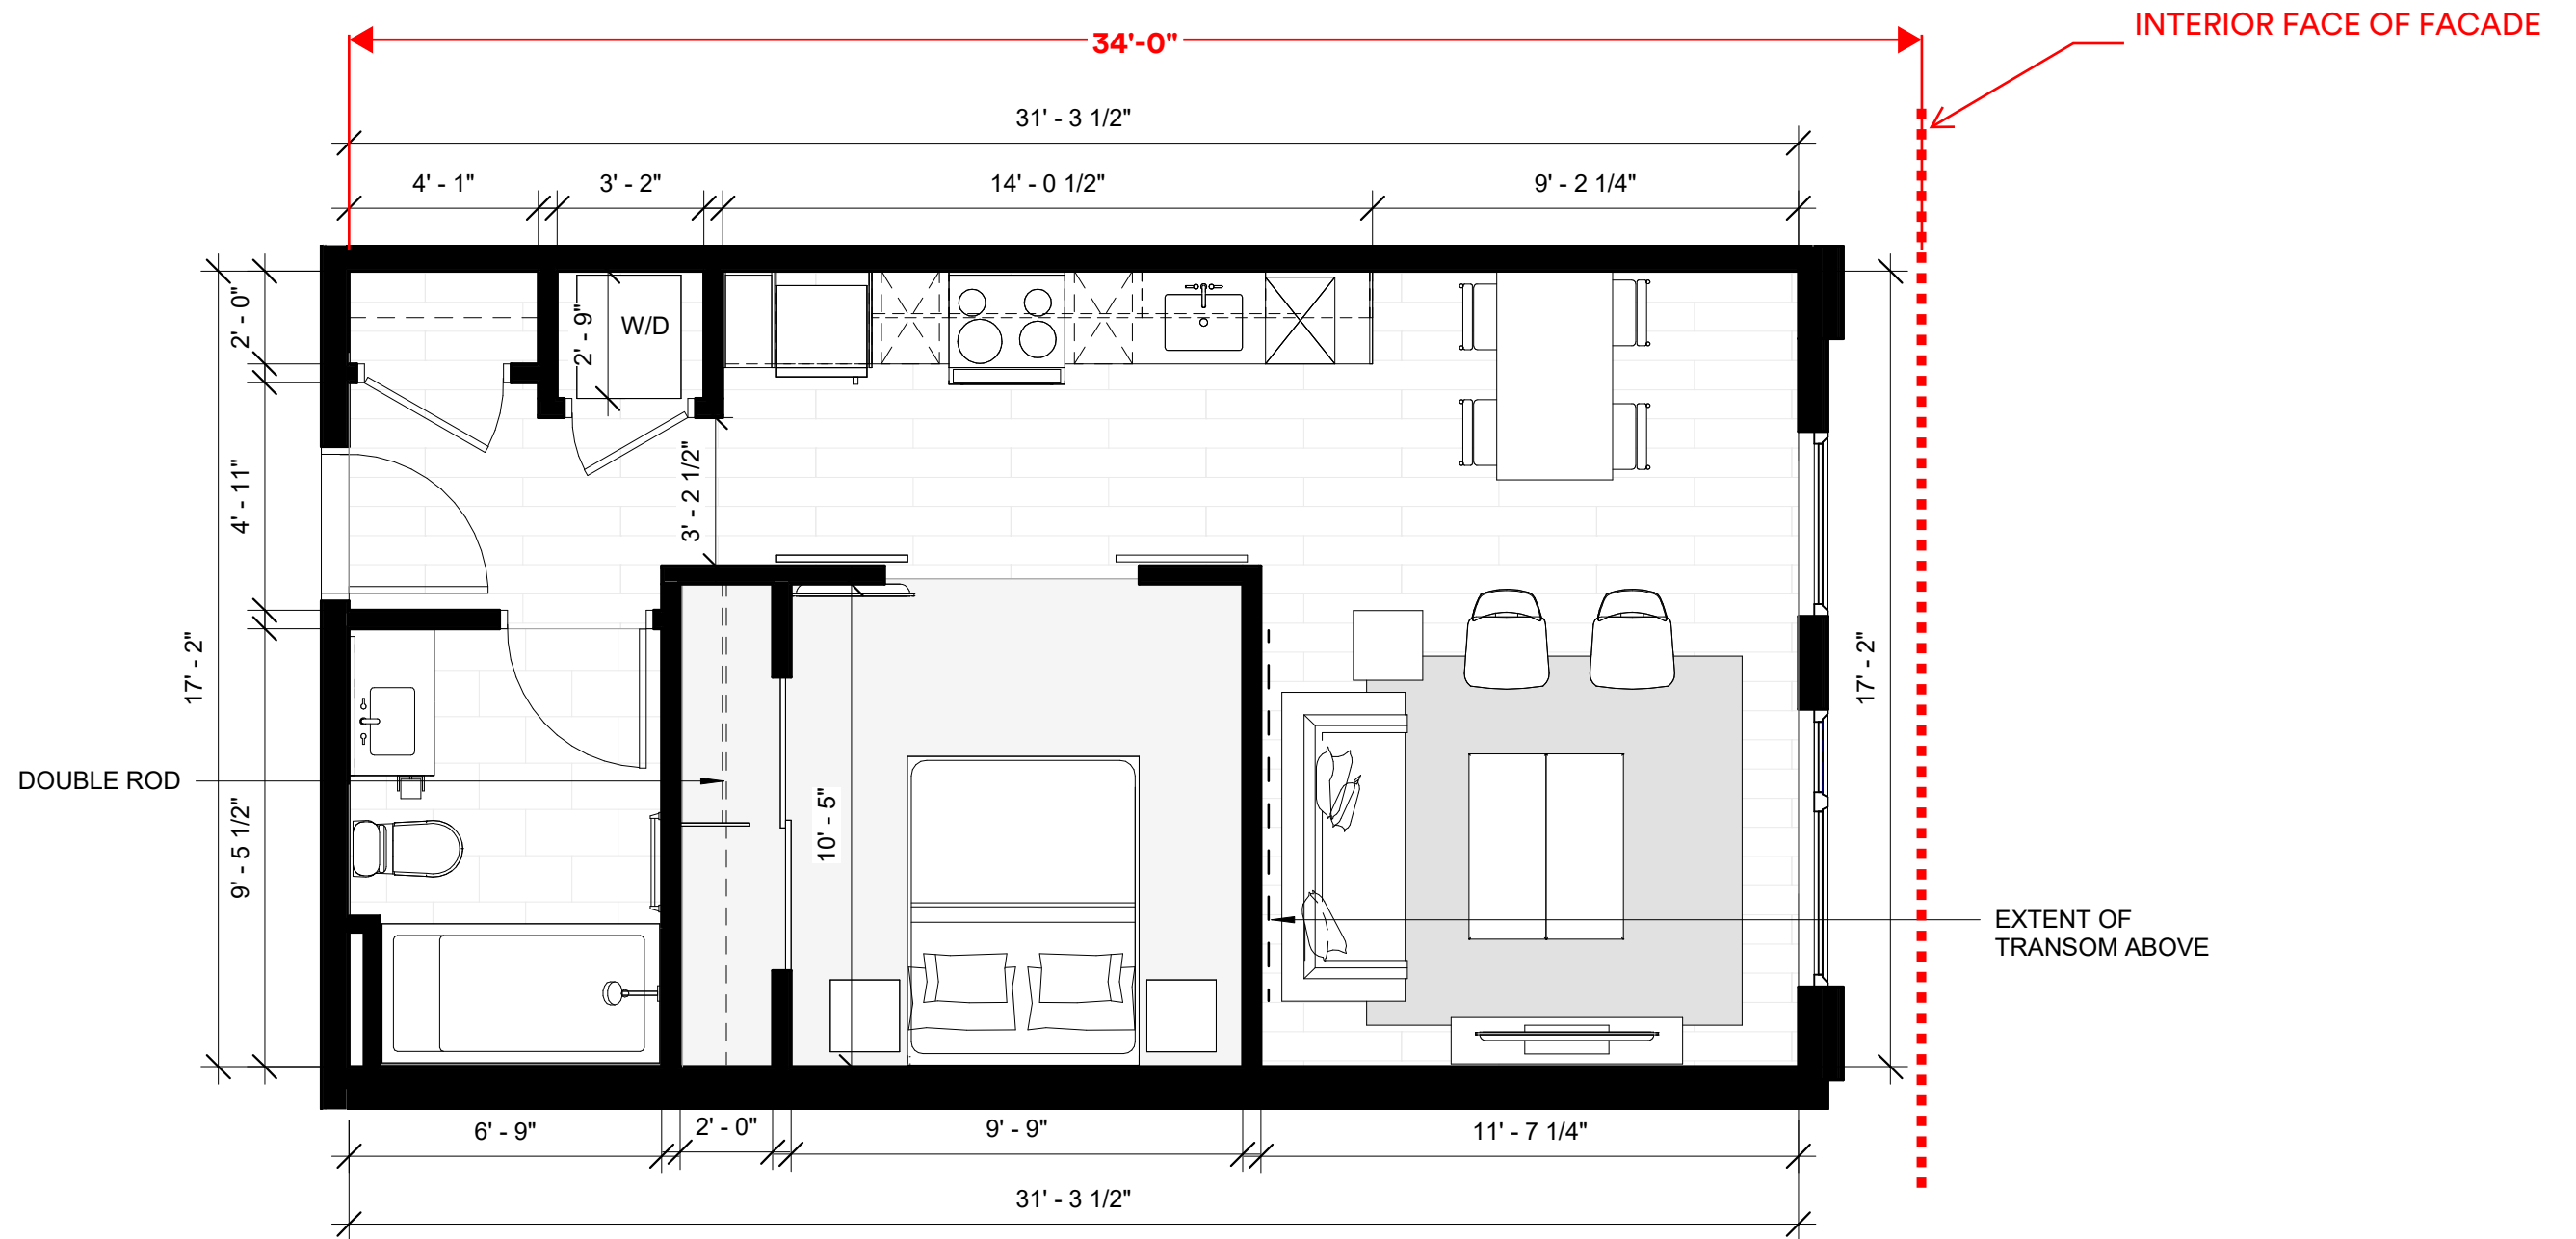 INTERIOR FACE OF FACADE
34'-0"
31' - 3 1/2"
4' - 1"
3' - 2"
14' - 0 1/2"
9' - 2 1/4"
2' - 0"
2' - 9"
W/D
4' - 11"
3' - 2 1/2"
17' - 2"
17' - 2"
DOUBLE ROD
9' - 5 1/2"
10' - 5"
EXTENT OF
TRANSOM ABOVE
6' - 9"
2' - 0"
9' - 9"
11' - 7 1/4"
31' - 3 1/2"